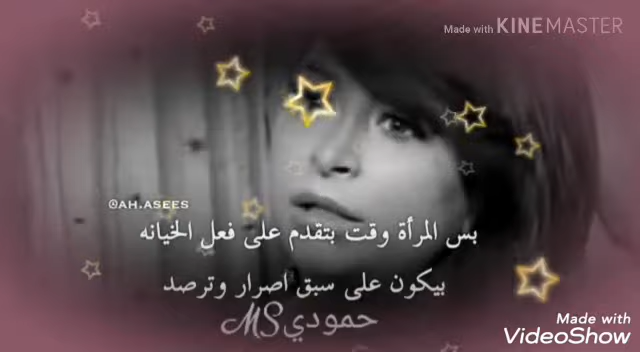 Made with KINEMASTER
@AH.ASEES
بس المرأة وقت بتقدم على فعل الخيانه
بيكون على سبق اصرار وترصد
حمودي MS
Made with
VideoShow